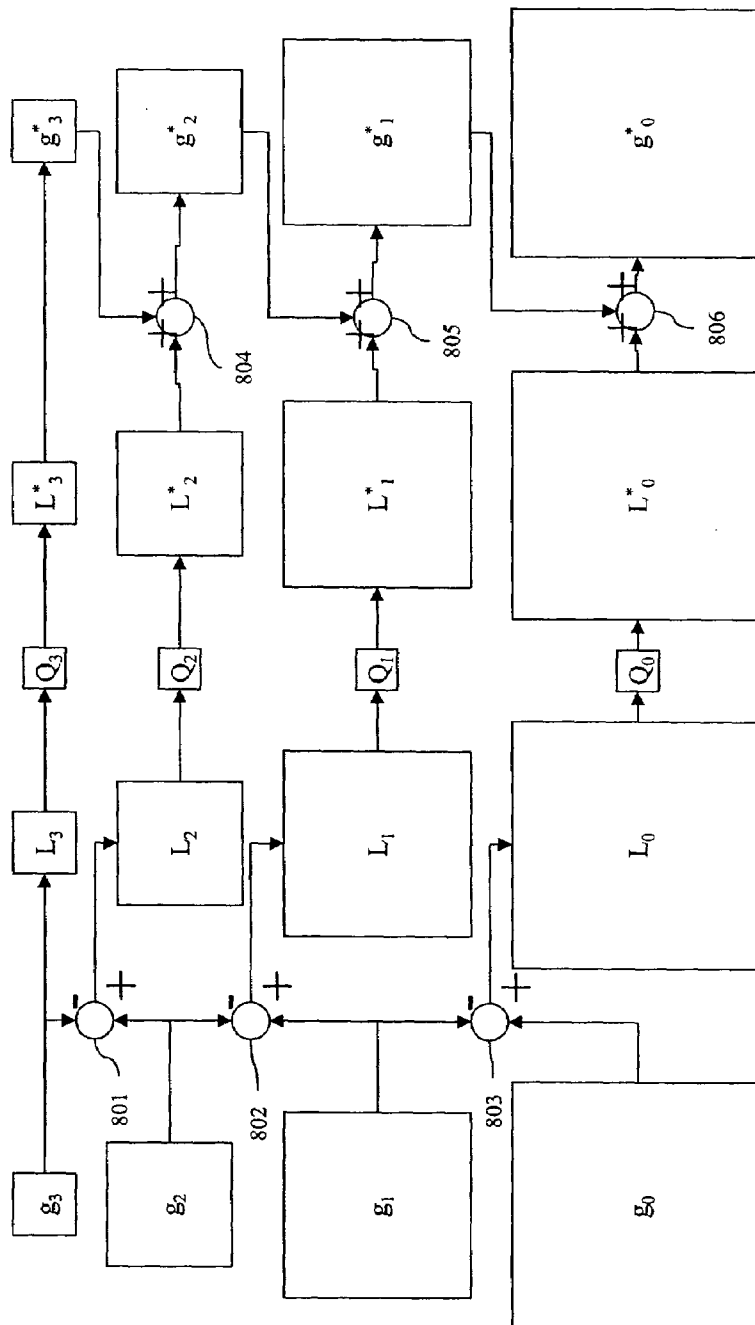 g₃
L₃
Q₃
L*₃
g*₃
-
+
801
804
+
+
g₂
L₂
Q₂
L*₂
g*₂
-
+
802
805
+
+
g₁
L₁
Q₁
L*₁
g*₁
-
+
803
806
+
+
g₀
L₀
Q₀
L*₀
g*₀